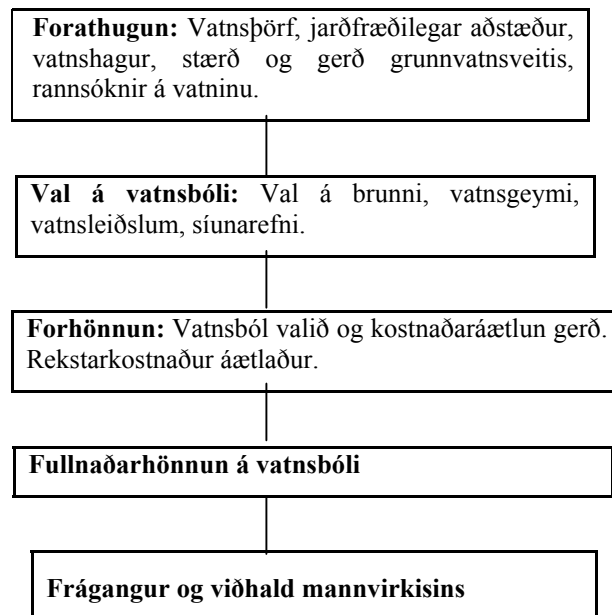 Forathugun: Vatnsþörf, jarðfræðilegar aðstæður,
vatnshagur, stærð og gerð grunnvatnsveitis,
rannsóknir á vatninu.
Val á vatnsbóli: Val á brunni, vatnsgeymi,
vatnsleiðslum, síunarefni.
Forhönnun: Vatnsból valið og kostnaðaráætlun gerð.
Rekstarkostnaður áætlaður.
Fullnaðarhönnun á vatnsbóli
Frágangur og viðhald mannvirkisins